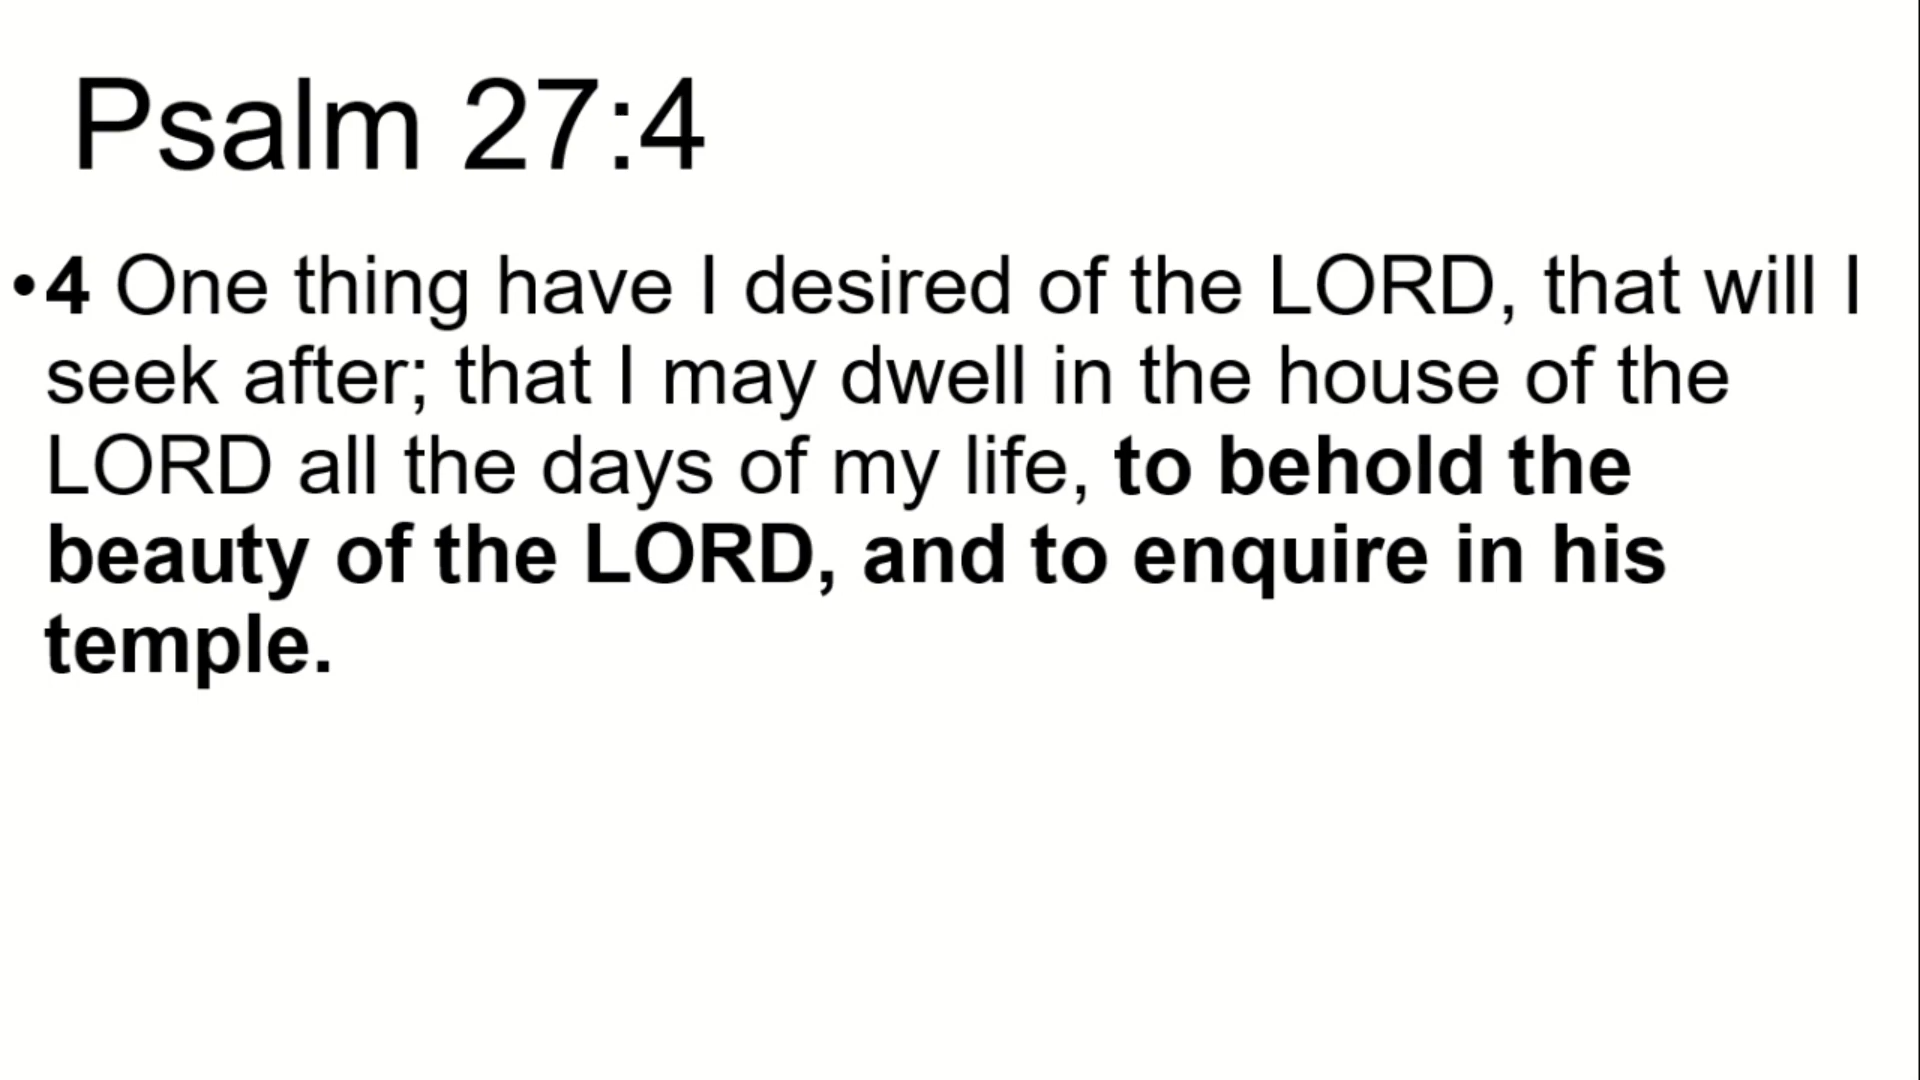 Psalm 27:4
•4 One thing have I desired of the LORD, that will I
seek after; that I may dwell in the house of the
LORD all the days of my life, to behold the
beauty of the LORD, and to enquire in his
temple.